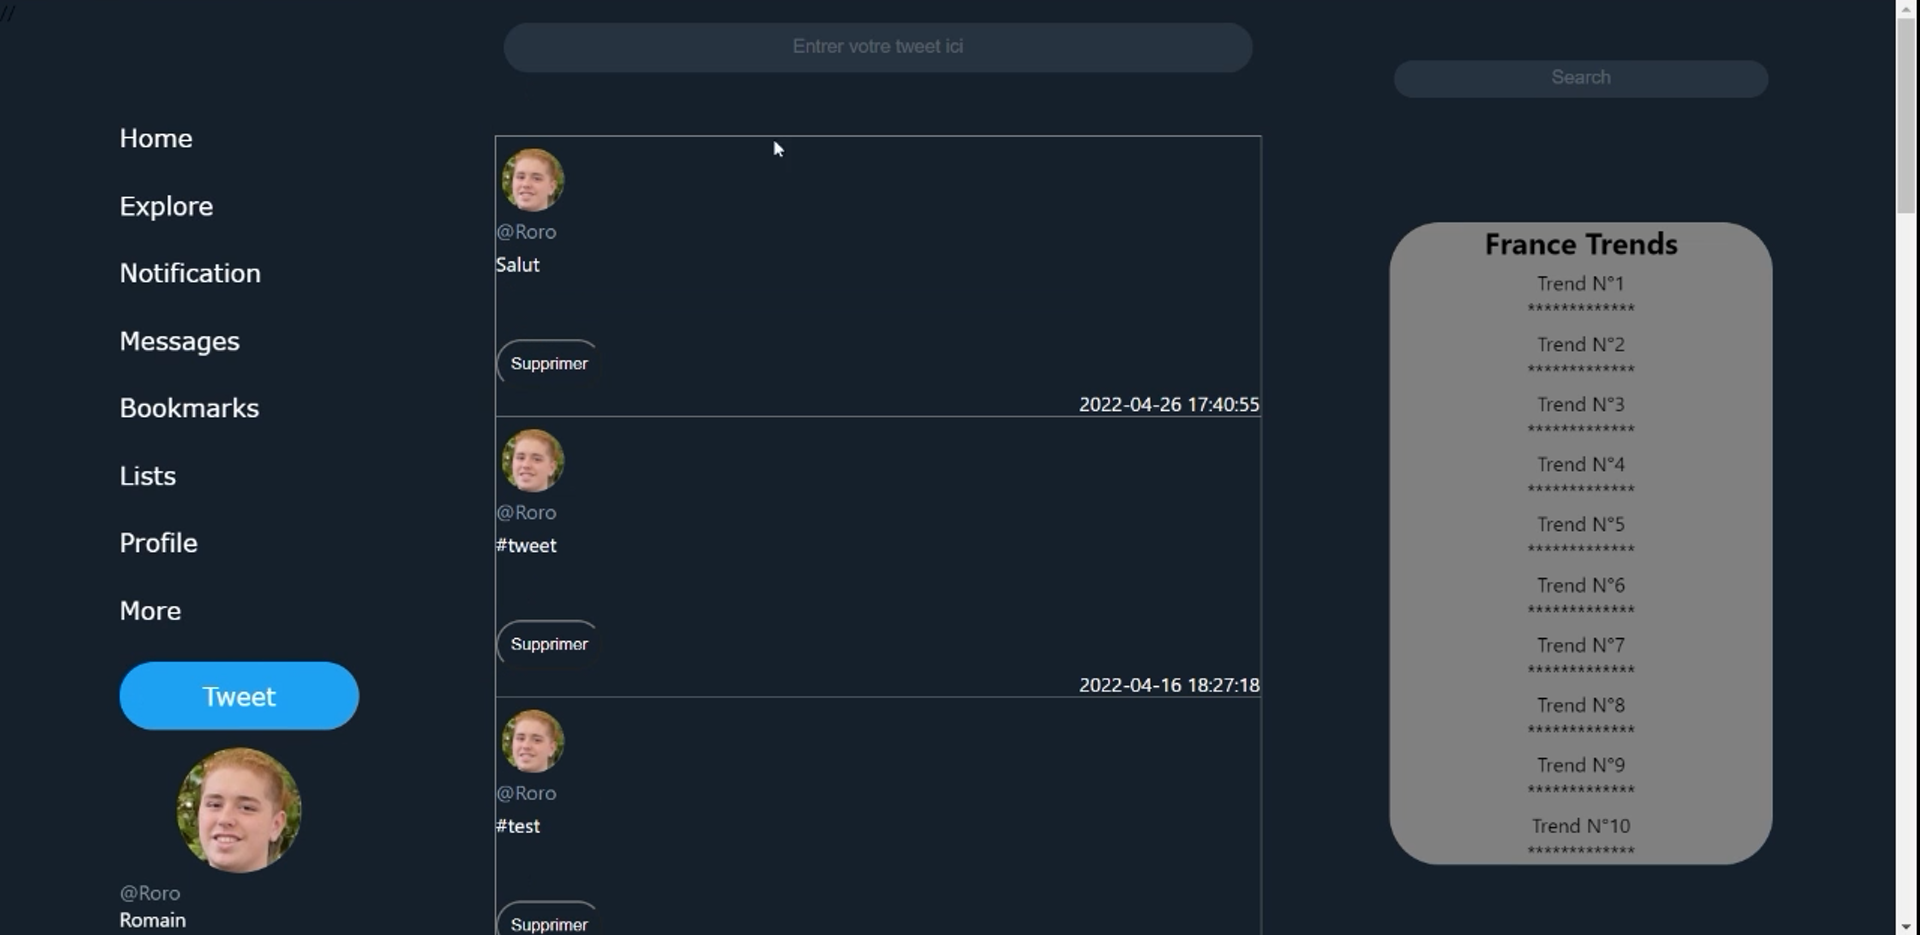 //
Entrer votre tweet ici
Search
Home
Explore
Notification
Messages
Bookmarks
Lists
Profile
More
Tweet
@Roro
Romain
@Roro
Salut
Supprimer
2022-04-26 17:40:55
@Roro
#tweet
Supprimer
2022-04-16 18:27:18
@Roro
#test
Supprimer
France Trends
Trend N°1
*************
Trend N°2
*************
Trend N°3
*************
Trend N°4
*************
Trend N°5
*************
Trend N°6
*************
Trend N°7
*************
Trend N°8
*************
Trend N°9
*************
Trend N°10
*************